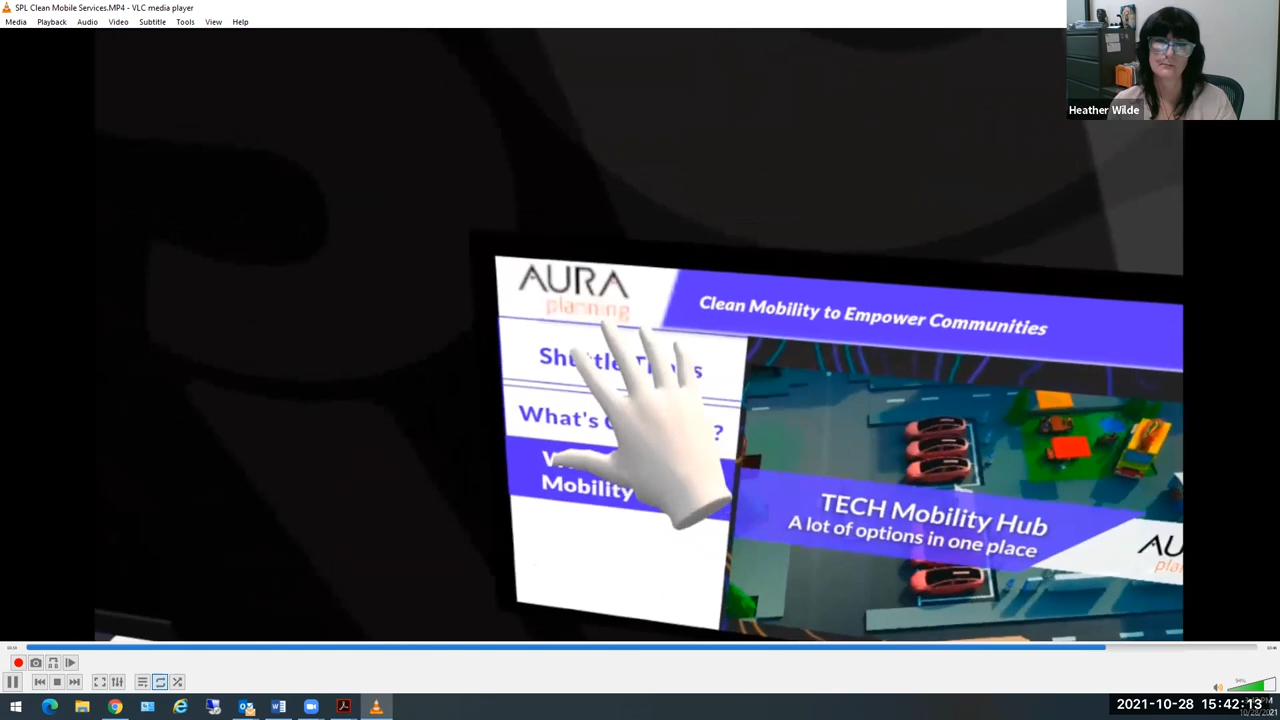 SPL Clean Mobile Services.MP4 - VLC media player
Media Playback Audio Video Subtitle Tools View Help
Heather Wilde
AURA
planning
Clean Mobility to Empower Communities
What's
?
Mobility
TECH Mobility Hub
A lot of options in one place
94%
2021-10-28 15:42:13